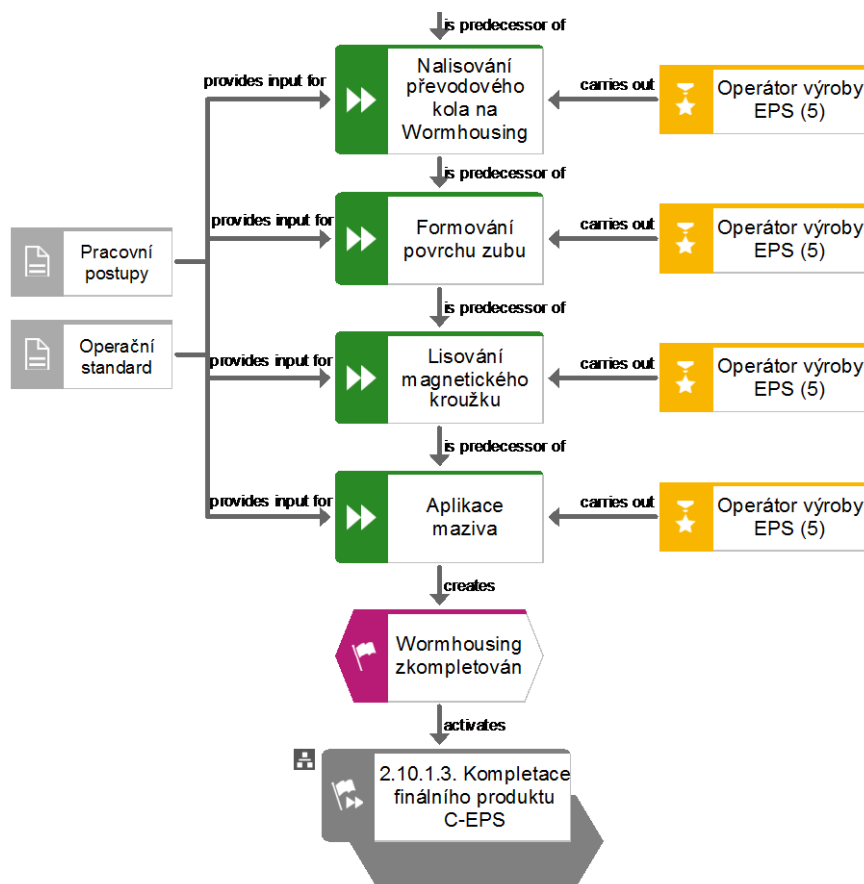 is predecessor of
provides input for
Nalisování
převodového
kola na
Wormhousing
carries out
Operátor výroby
EPS (5)
is predecessor of
provides input for
Formování
povrchu zubu
carries out
Operátor výroby
EPS (5)
Pracovní
postupy
is predecessor of
Operační
standard
provides input for
Lisování
magnetického
kroužku
carries out
Operátor výroby
EPS (5)
is predecessor of
provides input for
Aplikace
maziva
carries out
Operátor výroby
EPS (5)
creates
Wormhousing
zkompletován
activates
2.10.1.3. Kompletace
finálního produktu
C-EPS